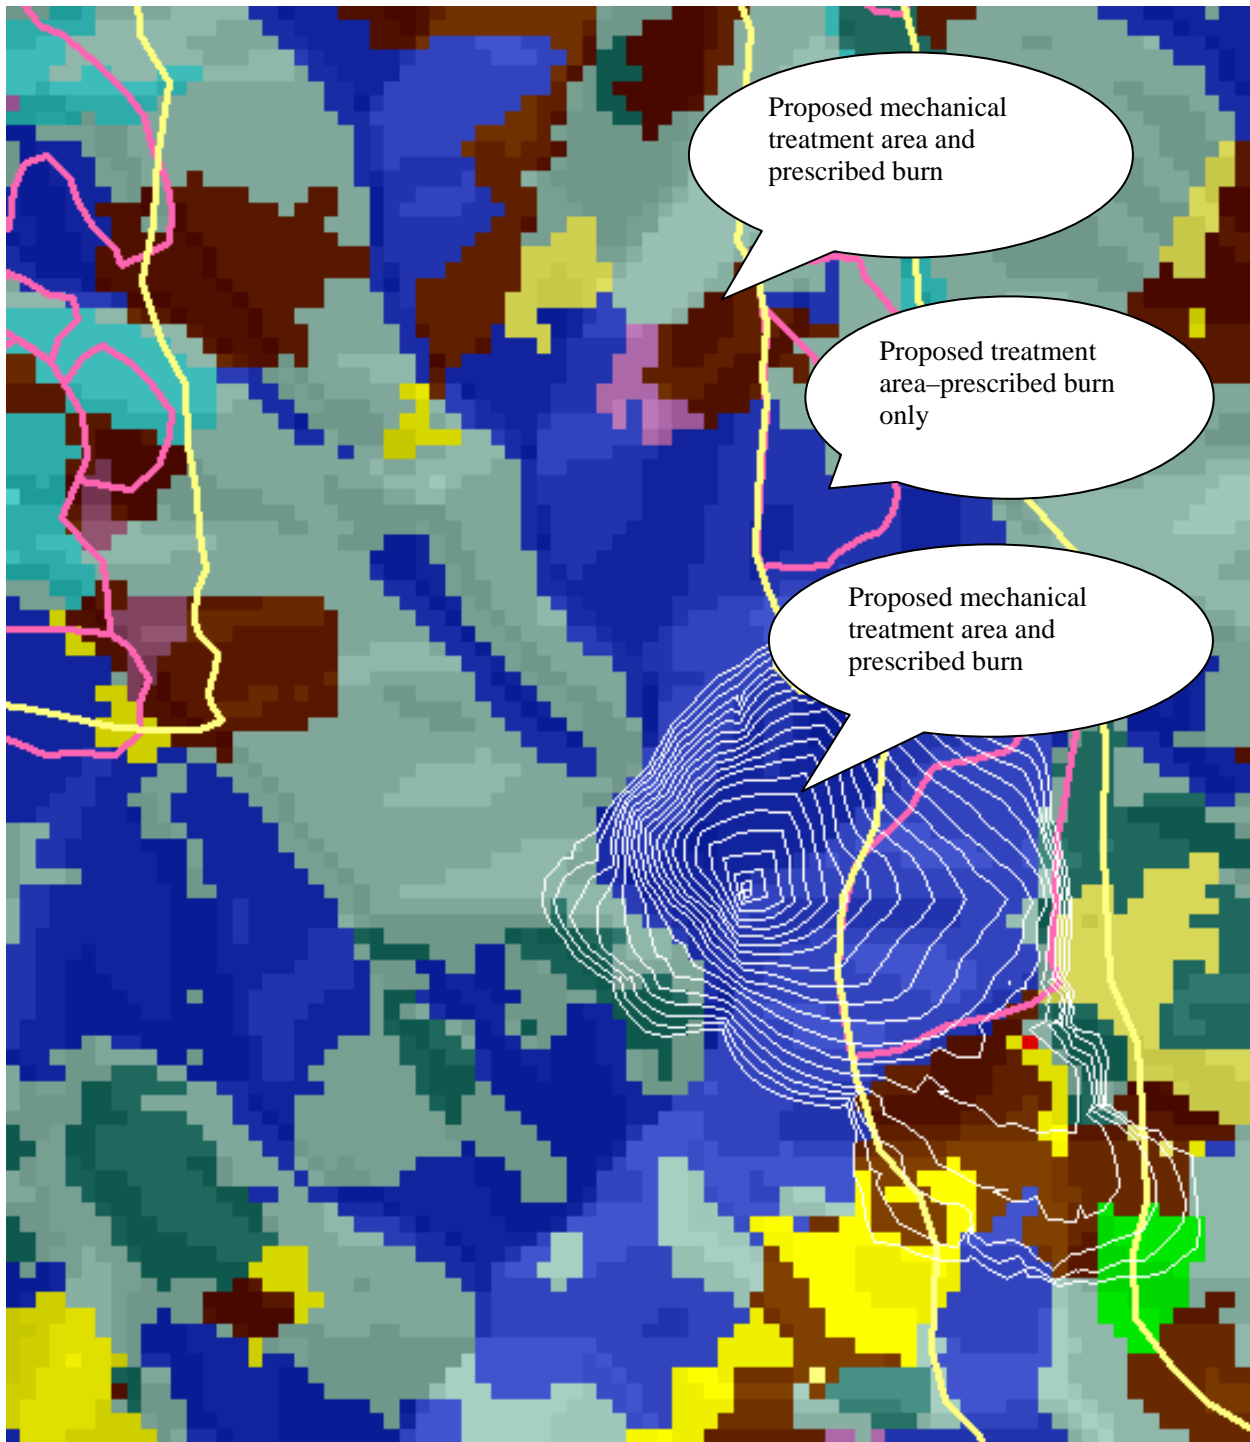 Proposed mechanical
treatment area and
prescribed burn
Proposed treatment
area–prescribed burn
only
Proposed mechanical
treatment area and
prescribed burn